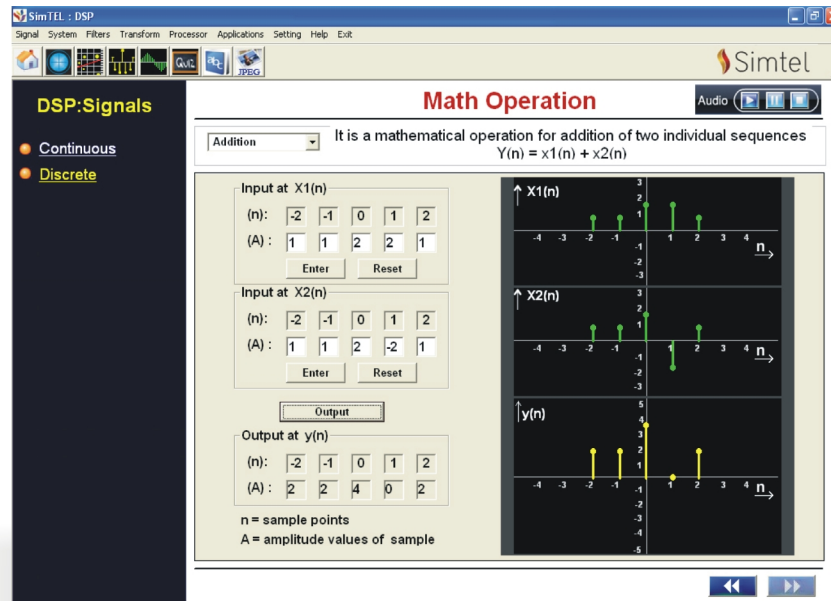 SimTEL : DSP
Signal System Filters Transform Processor Applications Setting Help Exit
Quiz
JPEG
Simtel
DSP:Signals
Continuous
Discrete
Math Operation
Audio
Addition
It is a mathematical operation for addition of two individual sequences
Y(n) = x1(n) + x2(n)
Input at X1(n)
(n): -2 -1 0 1 2
(A) : 1 1 2 2 1
Enter Reset
Input at X2(n)
(n): -2 -1 0 1 2
(A) : 1 1 2 -2 1
Enter Reset
Output
Output at y(n)
(n): -2 -1 0 1 2
(A) : 2 2 4 0 2
n = sample points
A = amplitude values of sample
X1(n)
3
2
1
-4 -3 -2 -1 1 2 3 4 n
-1
-2
-3
X2(n)
3
2
1
-4 -3 -2 -1 1 2 3 4 n
-1
-2
-3
y(n)
5
4
3
2
1
-4 -3 -2 -1 1 2 3 4 n
-1
-2
-3
-4
-5